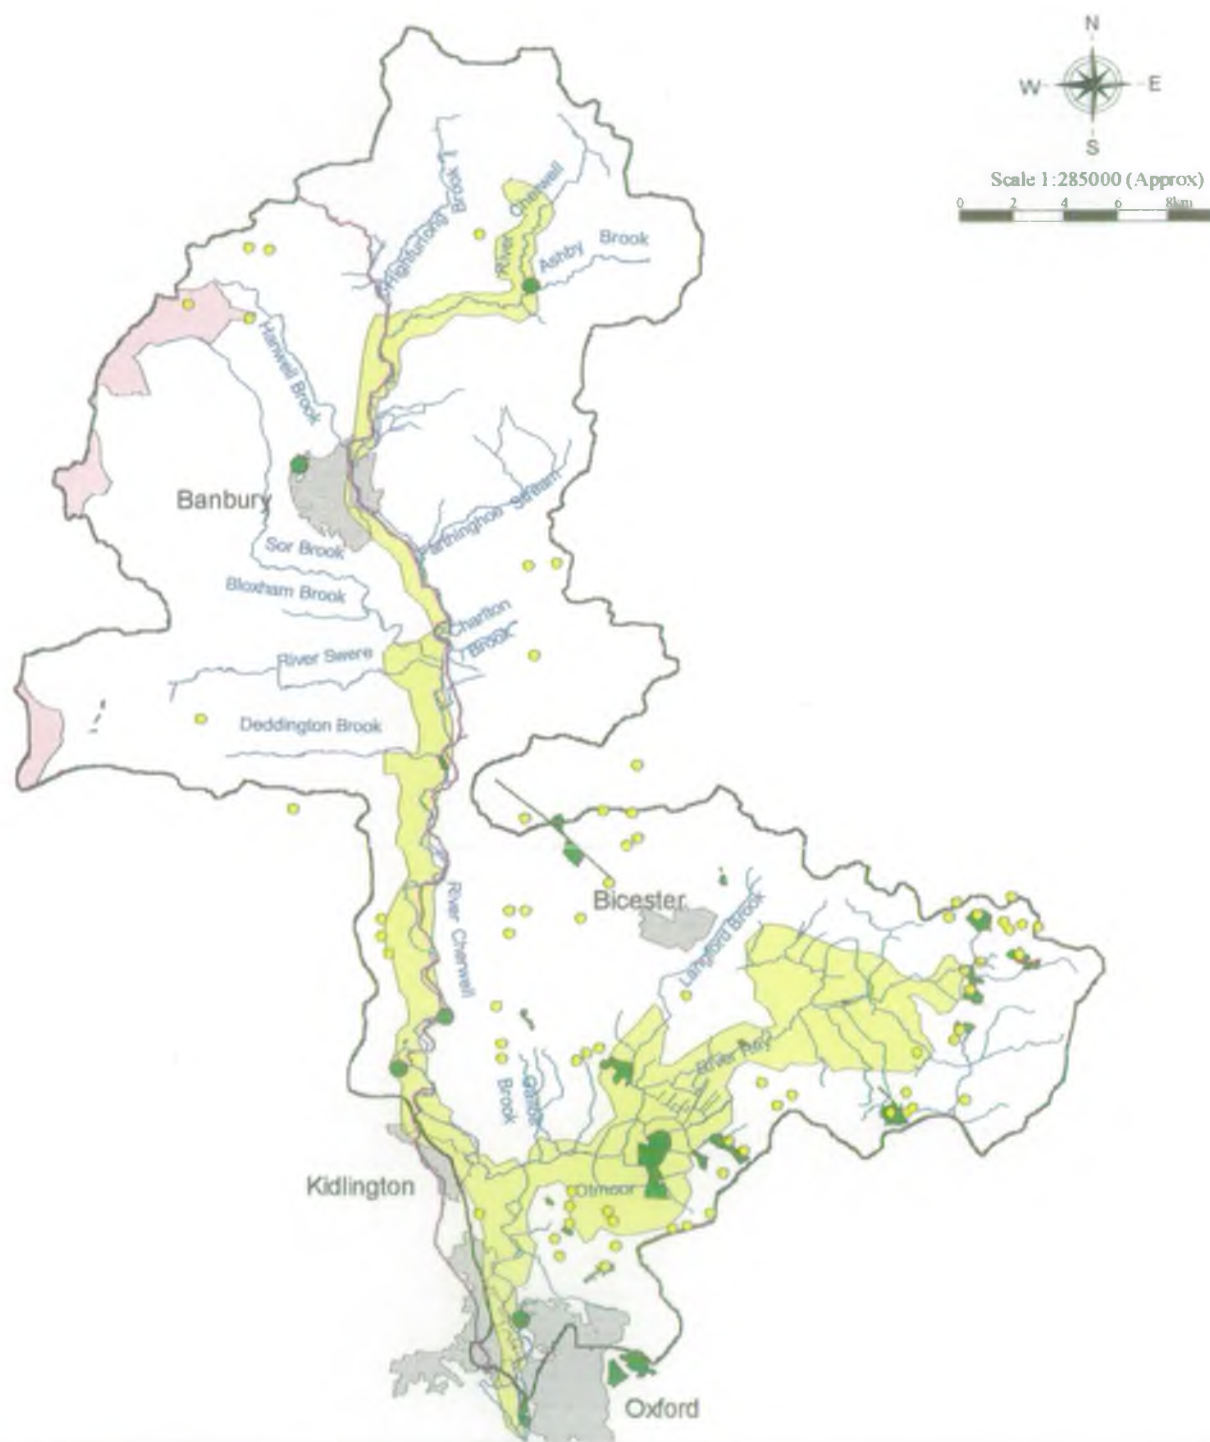 N
W E
S
Scale 1:285000 (Approx)
0 2 4 6 8km
Highfurlong Brook
River Cherwell
Ashby Brook
Hanwell Brook
Banbury
Farthinghoe Stream
Sor Brook
Bloxham Brook
Charlton Brook
River Swere
Deddington Brook
River Cherwell
Bicester
Langford Brook
River Ray
Brook
Kidlington
Otmoor
Oxford